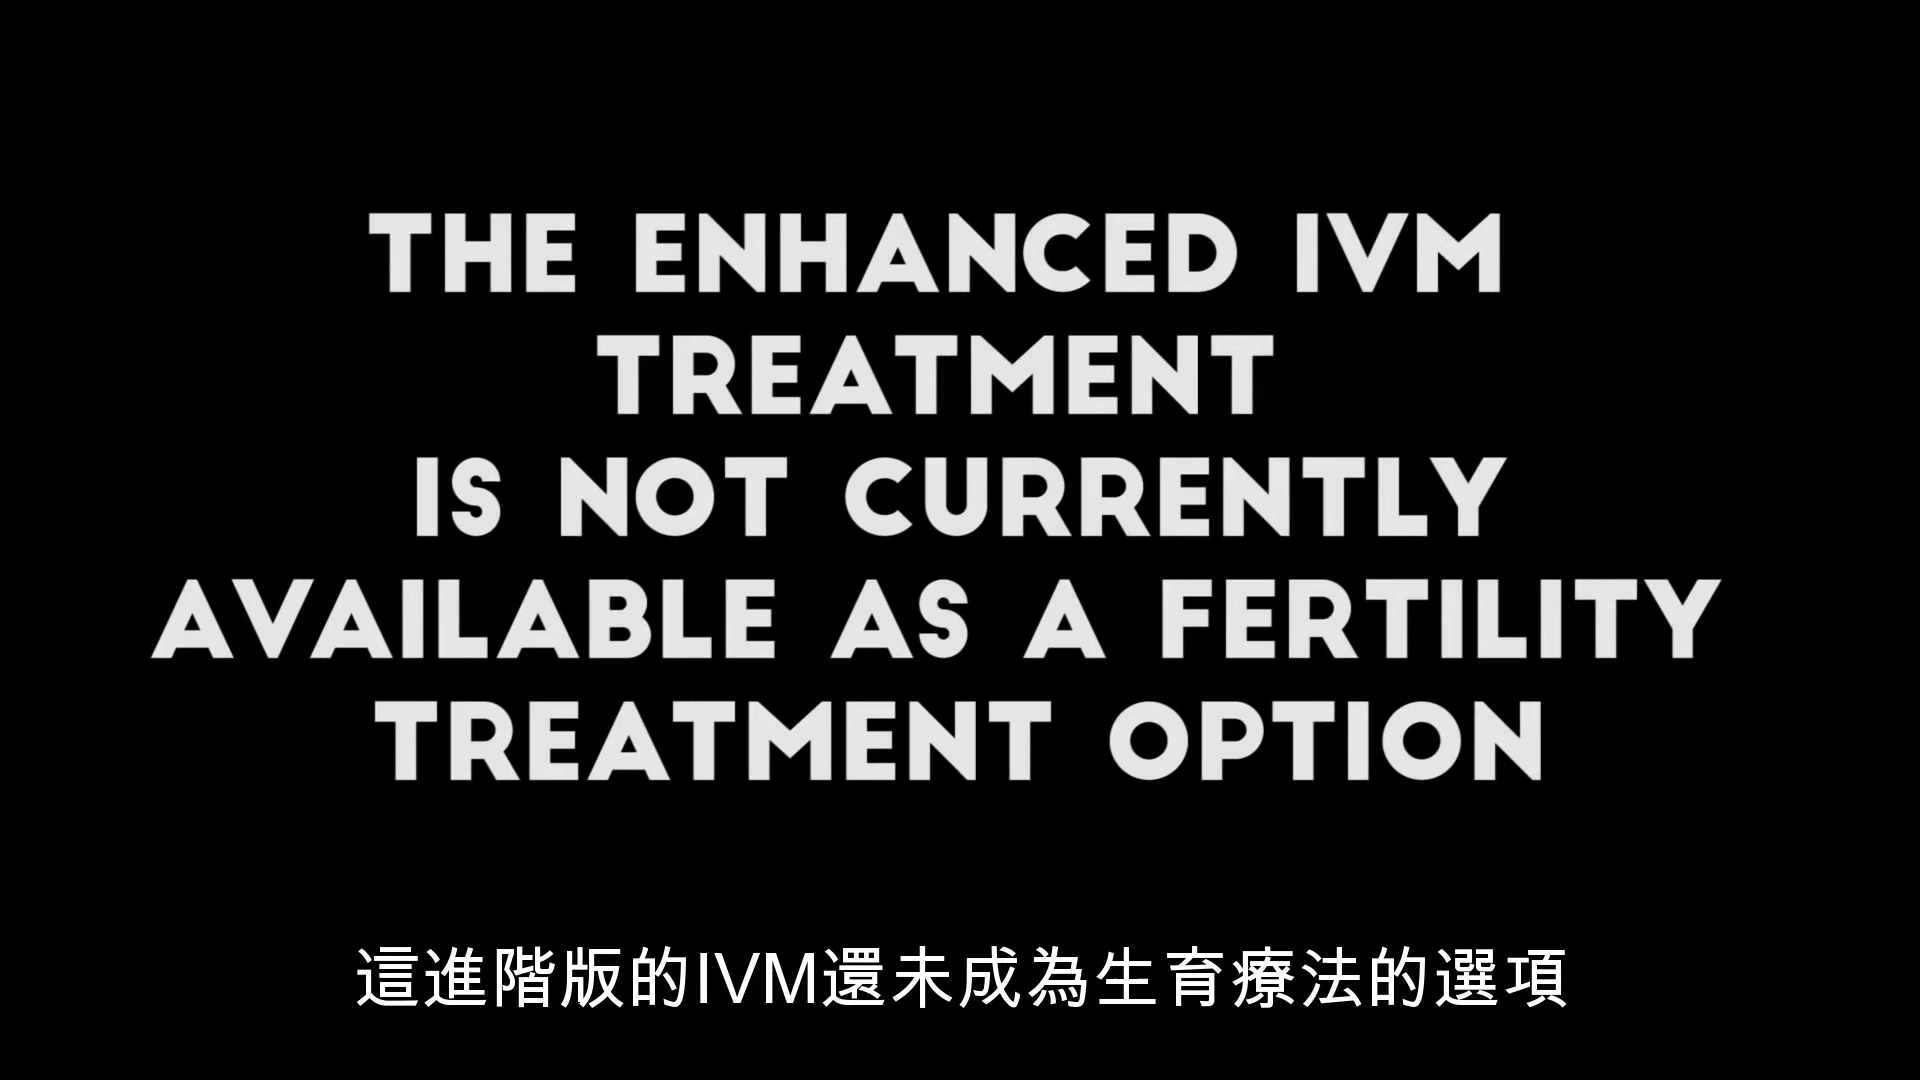 THE ENHANCED IVM
TREATMENT
IS NOT CURRENTLY
AVAILABLE AS A FERTILITY
TREATMENT OPTION
這進階版的IVM還未成為生育療法的選項